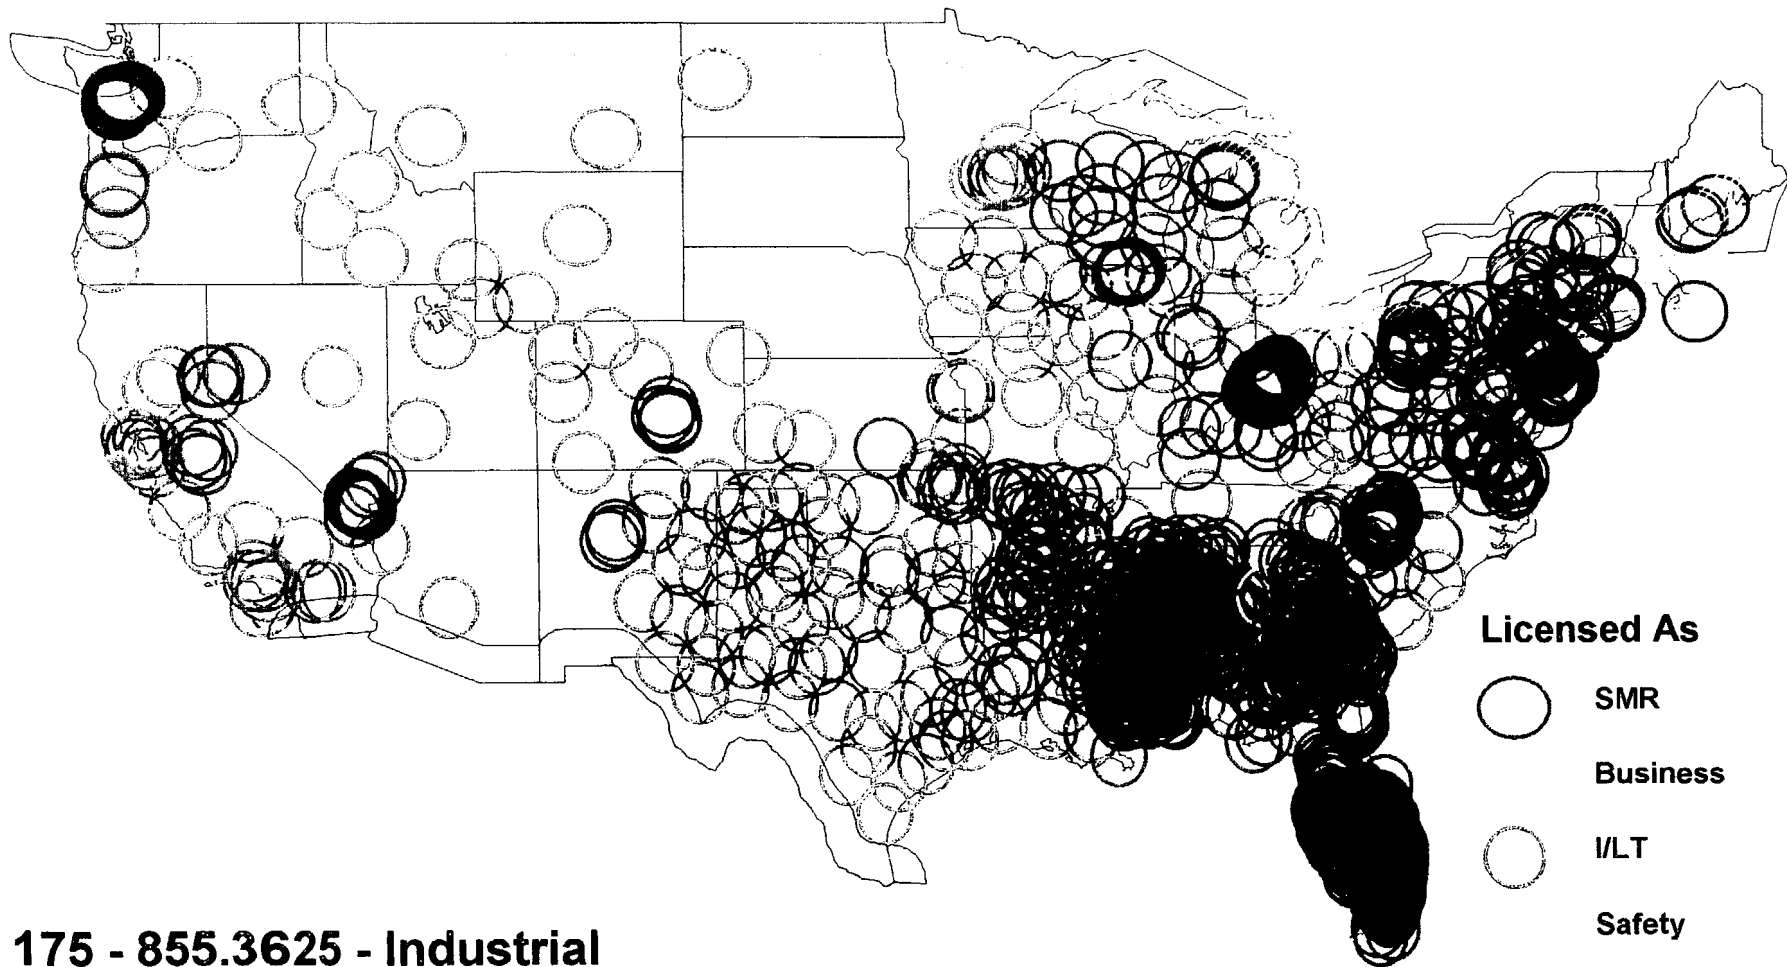 Licensed As
SMR
Business
I/LT
Safety
175 - 855.3625 - Industrial